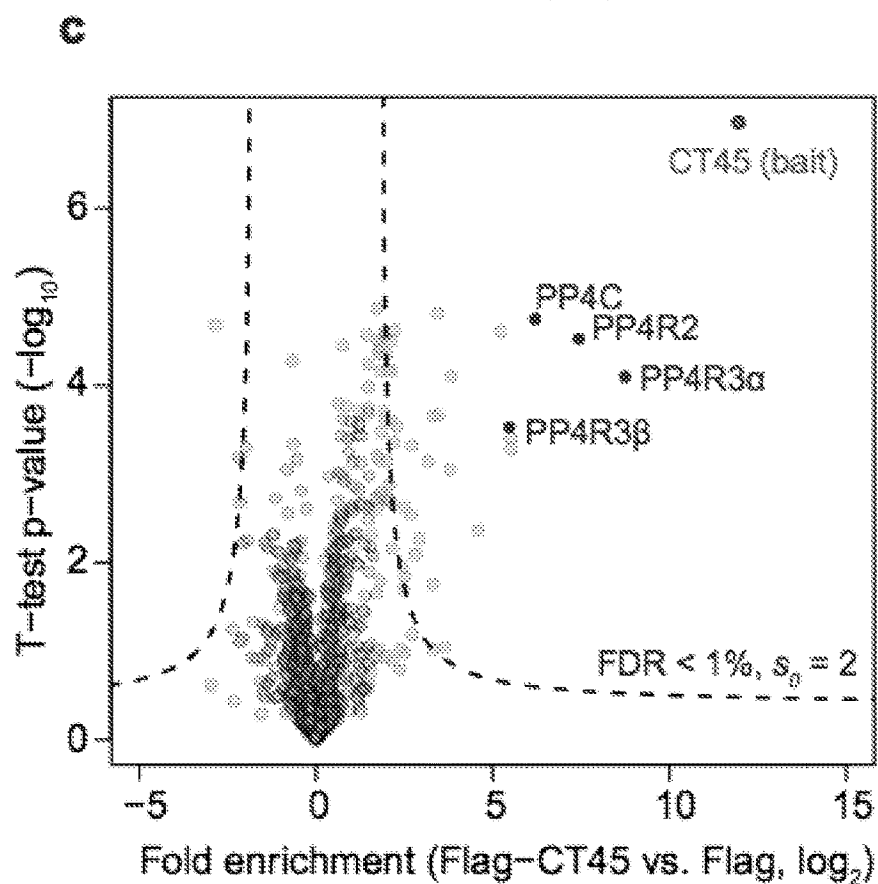 c
CT45 (bait)
PP4C
PP4R2
PP4R3α
PP4R3β
FDR < 1%, s₀ = 2
T-test p-value (-log₁₀)
6
4
2
0
-5 0 5 10 15
Fold enrichment (Flag-CT45 vs. Flag, log₂)